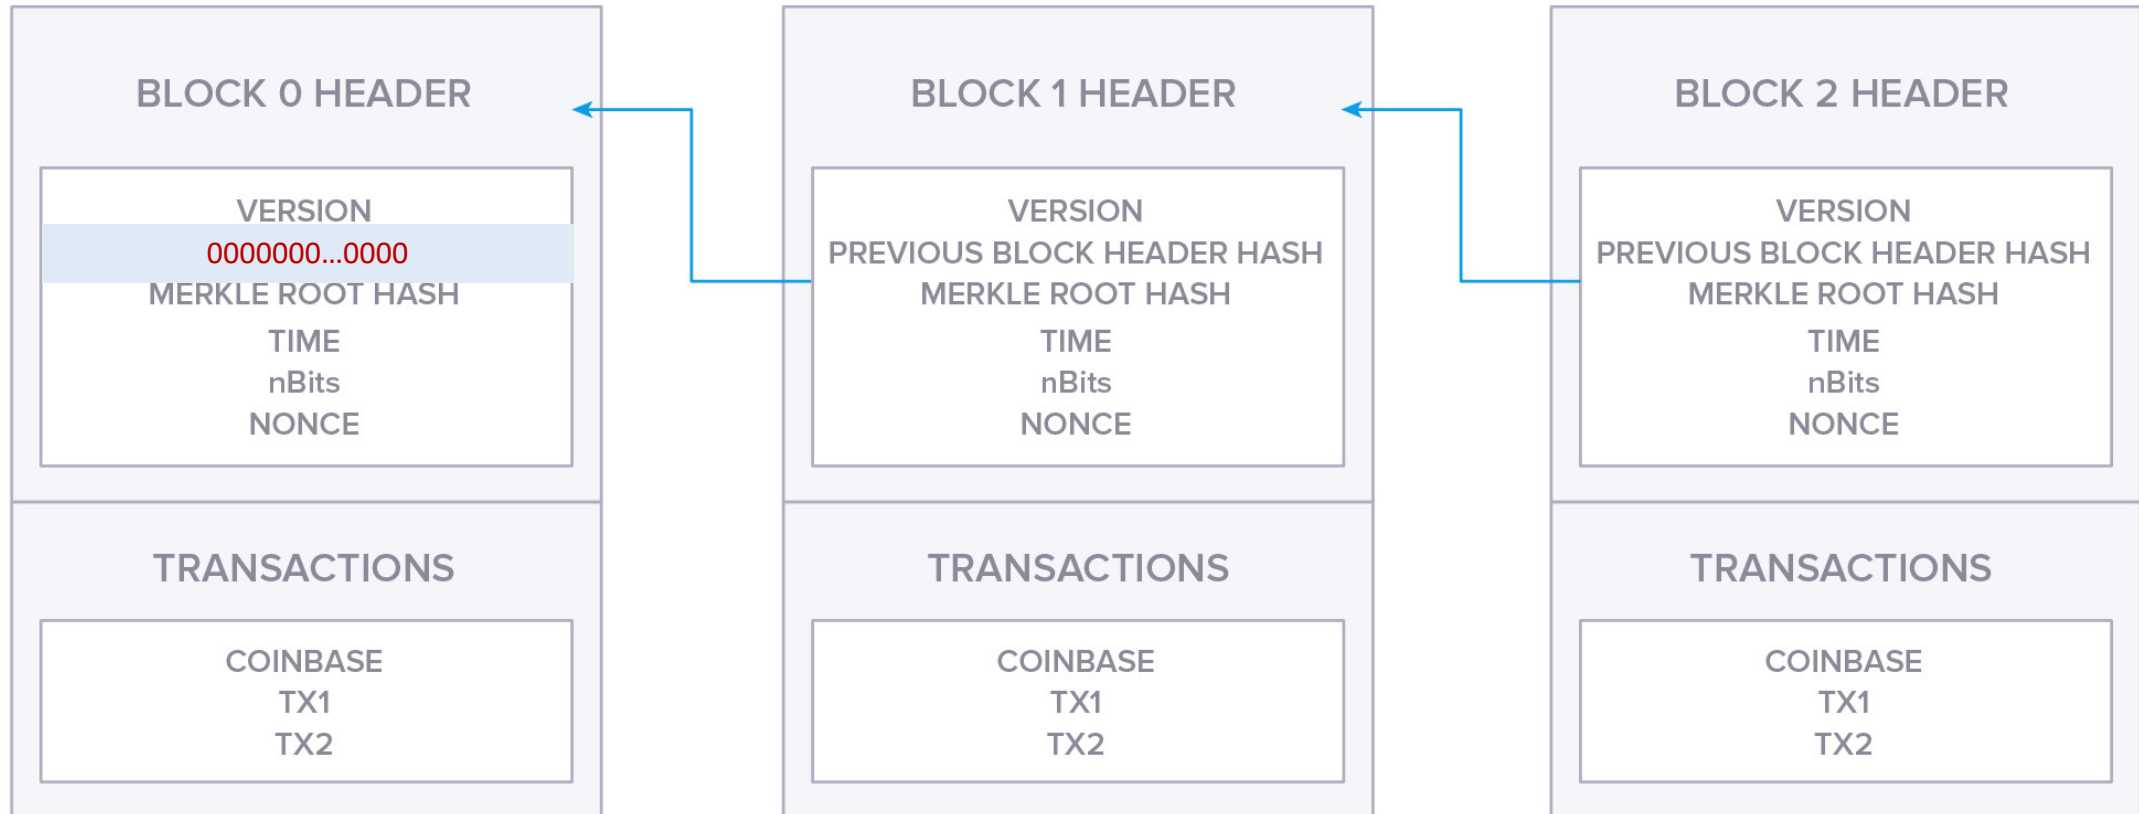 BLOCK 0 HEADER
VERSION
0000000...0000
MERKLE ROOT HASH
TIME
nBits
NONCE
TRANSACTIONS
COINBASE
TX1
TX2
BLOCK 1 HEADER
VERSION
PREVIOUS BLOCK HEADER HASH
MERKLE ROOT HASH
TIME
nBits
NONCE
TRANSACTIONS
COINBASE
TX1
TX2
BLOCK 2 HEADER
VERSION
PREVIOUS BLOCK HEADER HASH
MERKLE ROOT HASH
TIME
nBits
NONCE
TRANSACTIONS
COINBASE
TX1
TX2